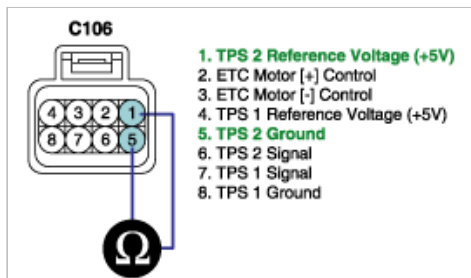 C106
1. TPS 2 Reference Voltage (+5V)
2. ETC Motor [+] Control
3. ETC Motor [-] Control
4. TPS 1 Reference Voltage (+5V)
5. TPS 2 Ground
6. TPS 2 Signal
7. TPS 1 Signal
8. TPS 1 Ground
4 3 2 1
8 7 6 5
Ω